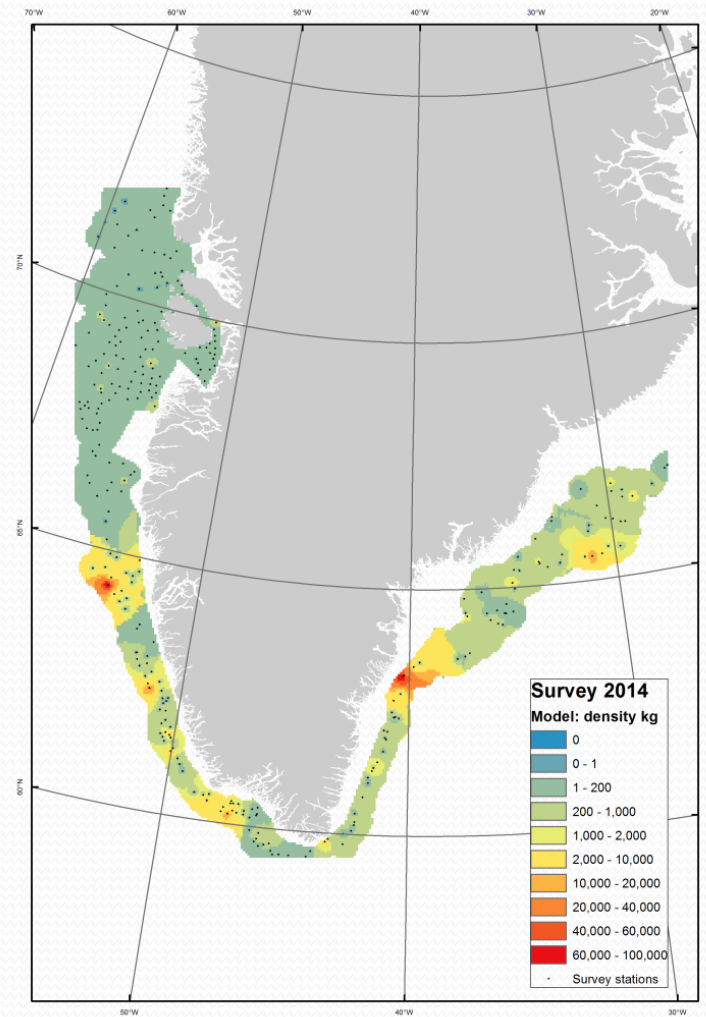 70°W 60°W 50°W 40°W 30°W 20°W
70°N
65°N
60°N
Survey 2014
Model: density kg
0
0 - 1
1 - 200
200 - 1,000
1,000 - 2,000
2,000 - 10,000
10,000 - 20,000
20,000 - 40,000
40,000 - 60,000
60,000 - 100,000
Survey stations
50°W 40°W 30°W